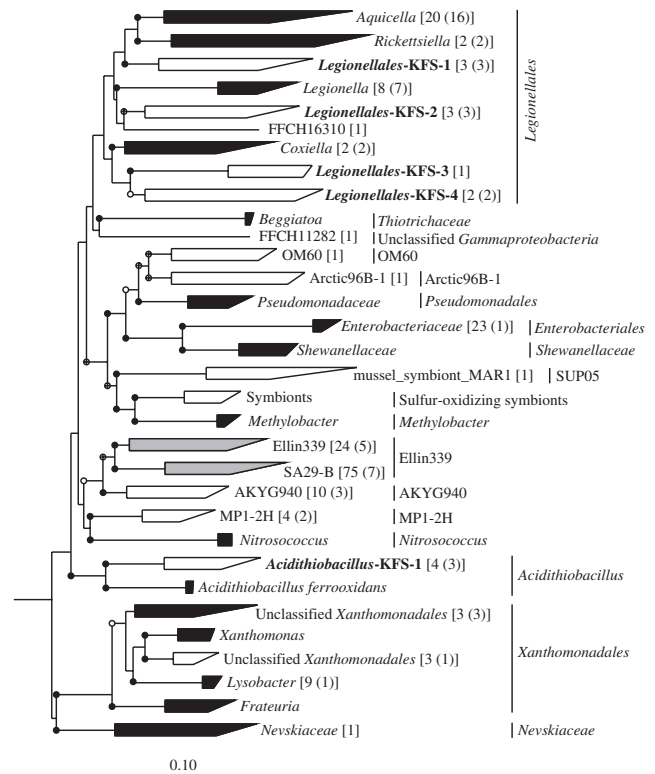 Aquicella [20 (16)]
Rickettsiella [2 (2)]
Legionellales-KFS-1 [3 (3)]
Legionella [8 (7)]
Legionellales-KFS-2 [3 (3)]
FFCH16310 [1]
Coxiella [2 (2)]
Legionellales-KFS-3 [1]
Legionellales-KFS-4 [2 (2)]
Legionellales
Beggiatoa Thiotrichaceae
FFCH11282 [1] Unclassified Gammaproteobacteria
OM60 [1] OM60
Arctic96B-1 [1] Arctic96B-1
Pseudomonadaceae Pseudomonadales
Enterobacteriaceae [23 (1)] Enterobacteriales
Shewanellaceae Shewanellaceae
mussel_symbiont_MAR1 [1] SUP05
Symbionts Sulfur-oxidizing symbionts
Methylobacter Methylobacter
Ellin339 [24 (5)]
SA29-B [75 (7)]
Ellin339
AKYG940 [10 (3)] AKYG940
MP1-2H [4 (2)] MP1-2H
Nitrosococcus Nitrosococcus
Acidithiobacillus-KFS-1 [4 (3)]
Acidithiobacillus ferrooxidans
Acidithiobacillus
Unclassified Xanthomonadales [3 (3)]
Xanthomonas
Unclassified Xanthomonadales [3 (1)]
Lysobacter [9 (1)]
Frateuria
Xanthomonadales
Nevskiaceae [1] Nevskiaceae
0.10